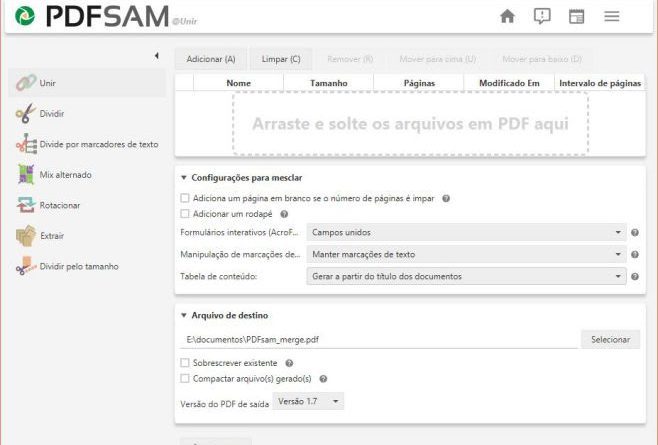 PDFSAM @Unir
Adicionar (A) Limpar (C) Remover (R) Mover para cima (U) Mover para baixo (D)
Nome Tamanho Páginas Modificado Em Intervalo de páginas
Arraste e solte os arquivos em PDF aqui
Unir
Dividir
Divide por marcadores de texto
Mix alternado
Rotacionar
Extrair
Dividir pelo tamanho
Configurações para mesclar
Adiciona um página em branco se o número de páginas é impar
Adicionar um rodapé
Formulários interativos (AcroF... Campos unidos
Manipulação de marcações de... Manter marcações de texto
Tabela de conteúdo: Gerar a partir do título dos documentos
Arquivo de destino
E:\documentos\PDFsam_merge.pdf Selecionar
Sobrescrever existente
Compactar arquivo(s) gerado(s)
Versão do PDF de saída Versão 1.7